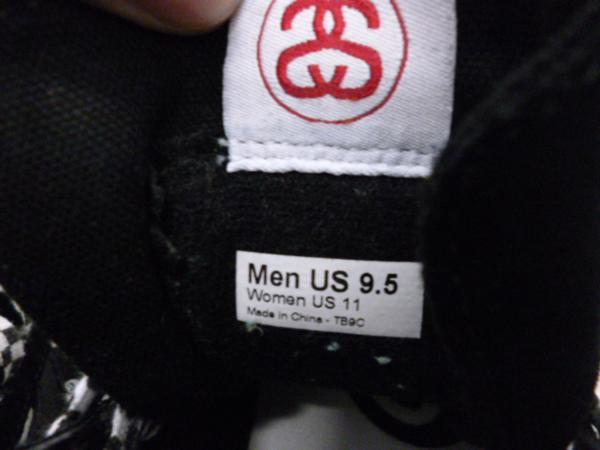 Men US 9.5
Women US 11
Made in China - TB9C